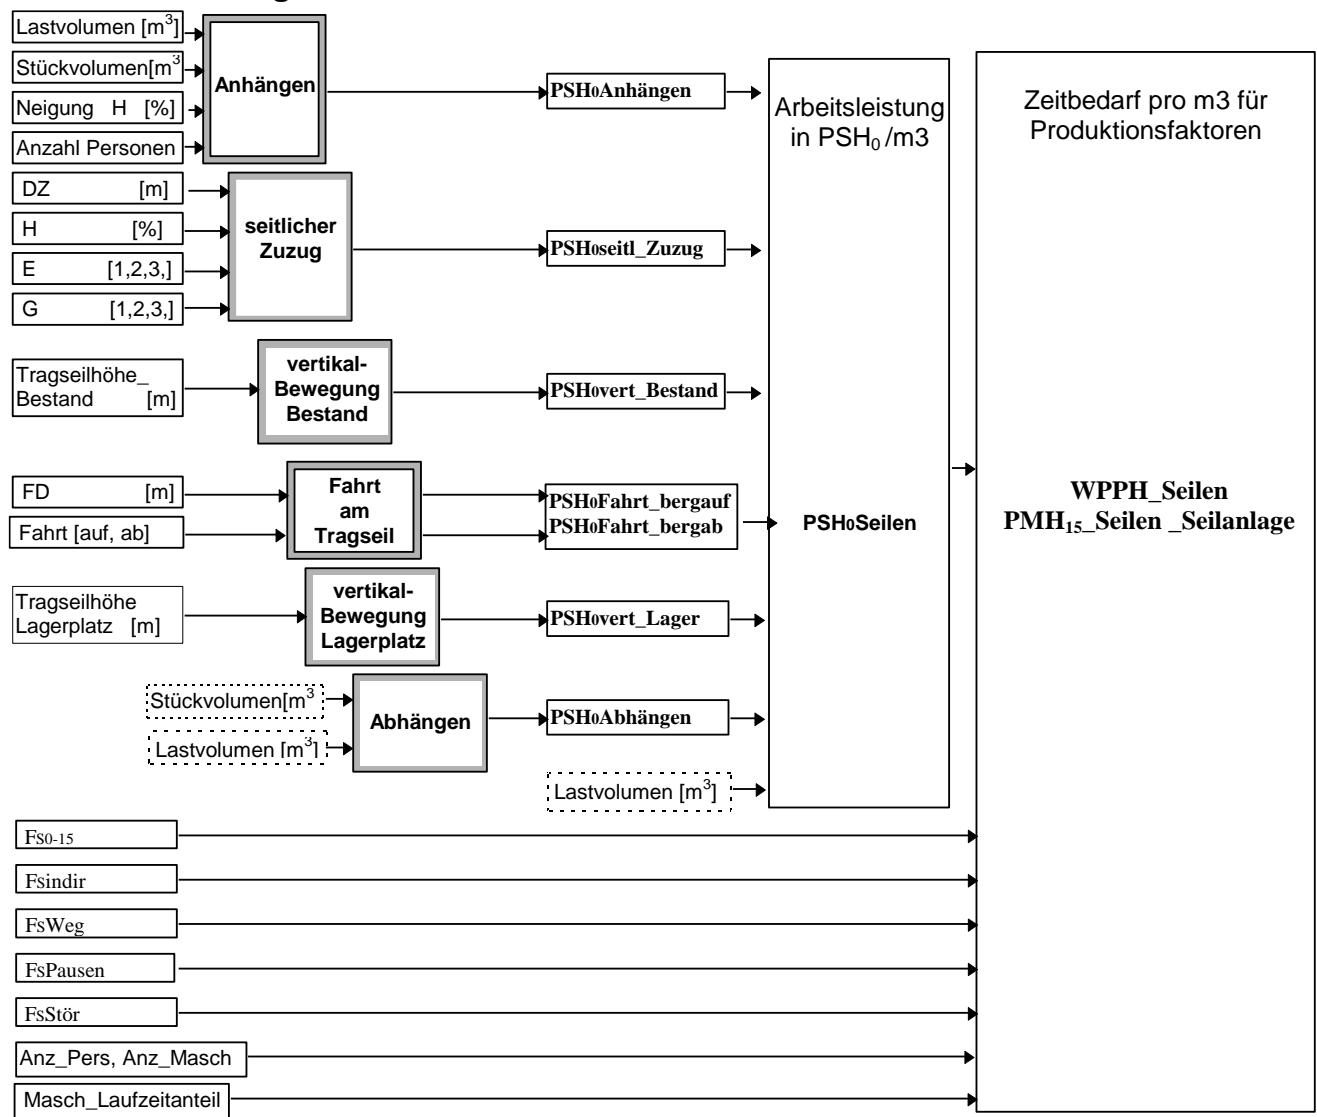 Lastvolumen [m³]
Stückvolumen[m³
Neigung H [%]
Anzahl Personen
Anhängen
PSH0Anhängen
DZ [m]
H [%]
E [1,2,3,]
G [1,2,3,]
seitlicher
Zuzug
PSH0seitl_Zuzug
Tragseilhöhe_
Bestand [m]
vertikal-
Bewegung
Bestand
PSH0vert_Bestand
FD [m]
Fahrt [auf, ab]
Fahrt
am
Tragseil
PSH0Fahrt_bergauf
PSH0Fahrt_bergab
Tragseilhöhe
Lagerplatz [m]
vertikal-
Bewegung
Lagerplatz
PSH0vert_Lager
Stückvolumen[m³
Lastvolumen [m³]
Abhängen
PSH0Abhängen
Lastvolumen [m³]
Arbeitsleistung
in PSH₀/m3
PSH0Seilen
Zeitbedarf pro m3 für
Produktionsfaktoren
WPPH_Seilen
PMH₁₅_Seilen _Seilanlage
FS0-15
FSindir
FSWeg
FSPausen
FSStör
Anz_Pers, Anz_Masch
Masch_Laufzeitanteil